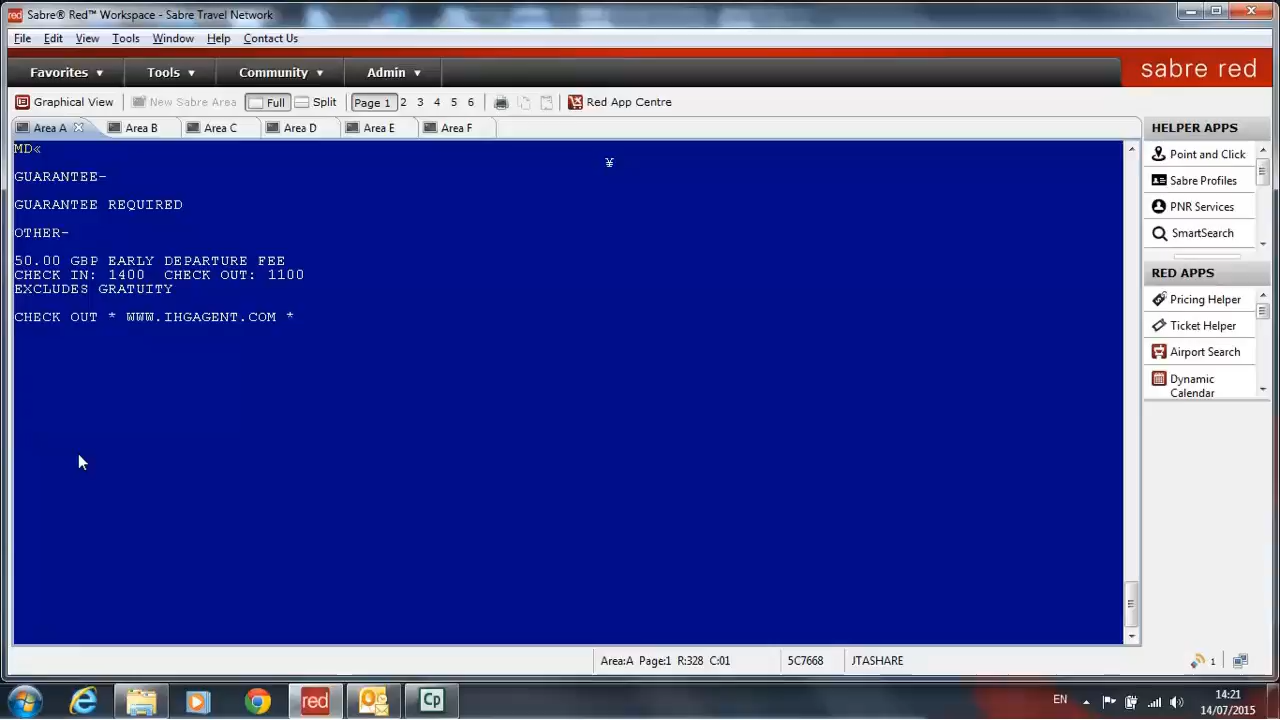 red Sabre® Red™ Workspace - Sabre Travel Network
File Edit View Tools Window Help Contact Us
Favorites Tools Community Admin sabre red
Graphical View New Sabre Area Full Split Page 1 2 3 4 5 6 Red App Centre
Area A Area B Area C Area D Area E Area F
MD«
¥
GUARANTEE-
GUARANTEE REQUIRED
OTHER-
50.00 GBP EARLY DEPARTURE FEE
CHECK IN: 1400 CHECK OUT: 1100
EXCLUDES GRATUITY
CHECK OUT * WWW.IHGAGENT.COM *
HELPER APPS
Point and Click
Sabre Profiles
PNR Services
SmartSearch
RED APPS
Pricing Helper
Ticket Helper
Airport Search
Dynamic
Calendar
Area:A Page:1 R:328 C:01 5C7668 JTASHARE 1
red Cp EN 14:21
14/07/2015